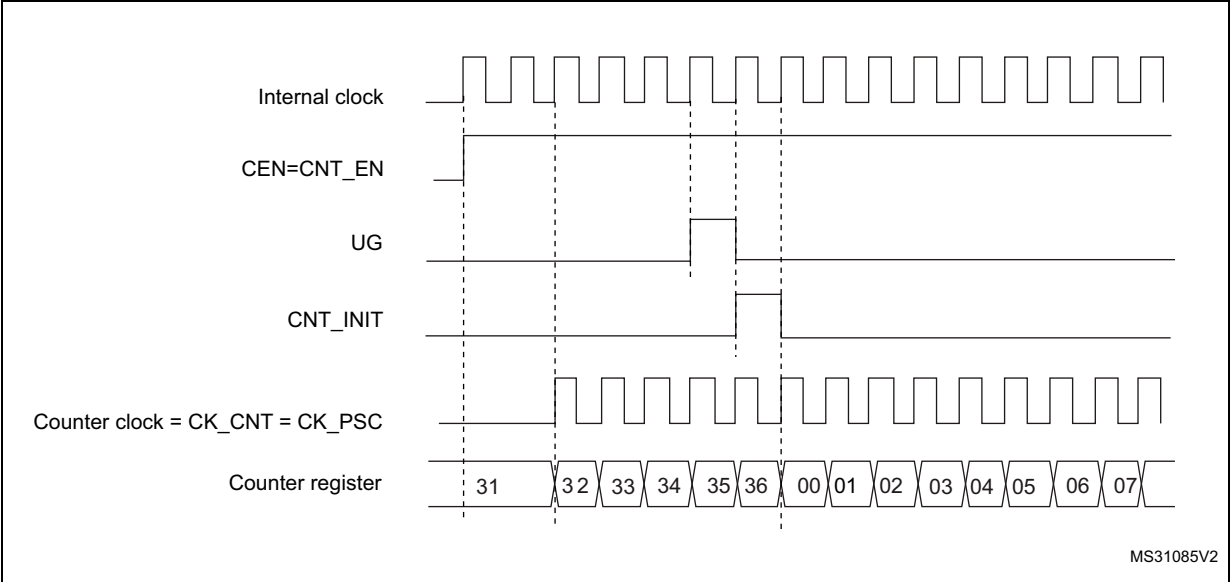 Internal clock
CEN=CNT_EN
UG
CNT_INIT
Counter clock = CK_CNT = CK_PSC
Counter register 31 32 33 34 35 36 00 01 02 03 04 05 06 07
MS31085V2